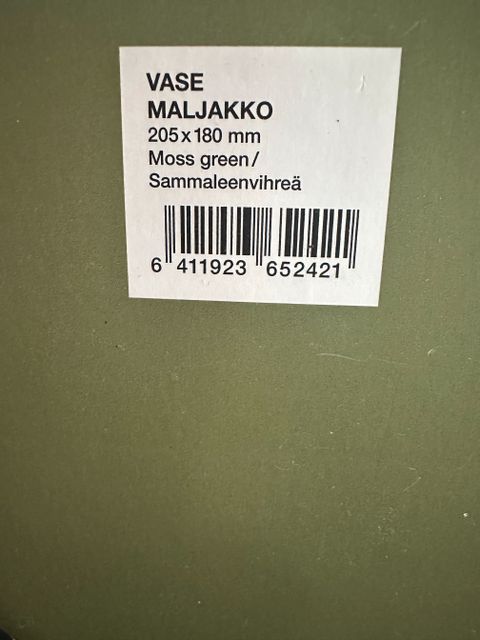 VASE
MALJAKKO
205x180 mm
Moss green/
Sammaleenvihreä
6 411923 652421